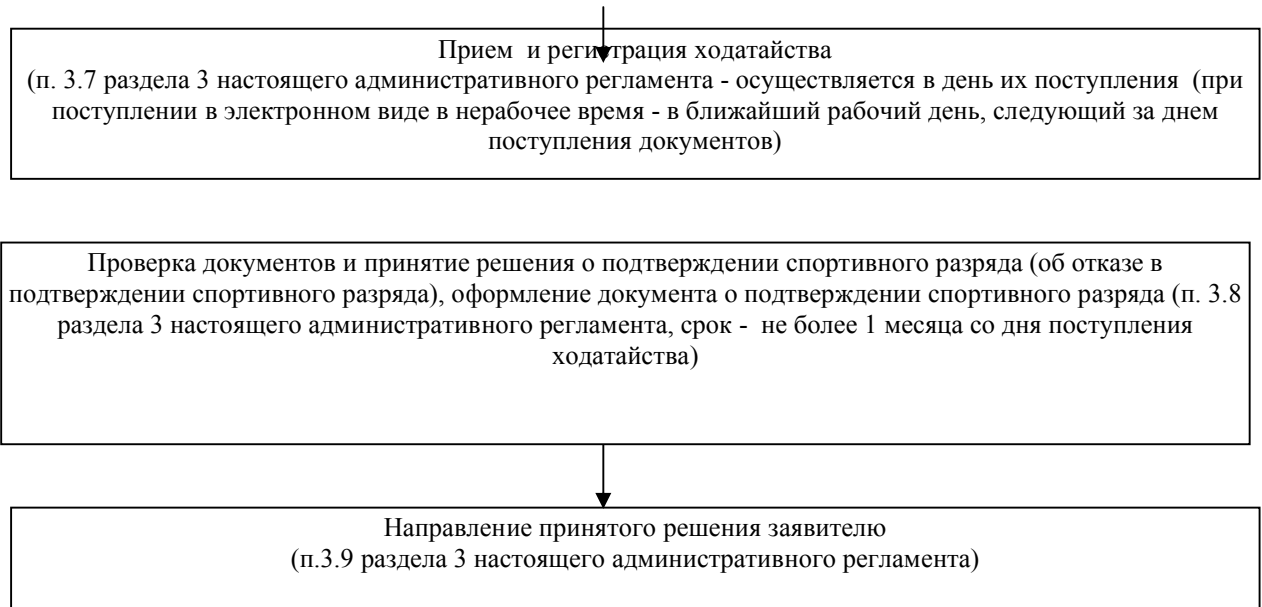 Прием и регистрация ходатайства
(п. 3.7 раздела 3 настоящего административного регламента - осуществляется в день их поступления (при
поступлении в электронном виде в нерабочее время - в ближайший рабочий день, следующий за днем
поступления документов)
Проверка документов и принятие решения о подтверждении спортивного разряда (об отказе в
подтверждении спортивного разряда), оформление документа о подтверждении спортивного разряда (п. 3.8
раздела 3 настоящего административного регламента, срок - не более 1 месяца со дня поступления
ходатайства)
Направление принятого решения заявителю
(п.3.9 раздела 3 настоящего административного регламента)